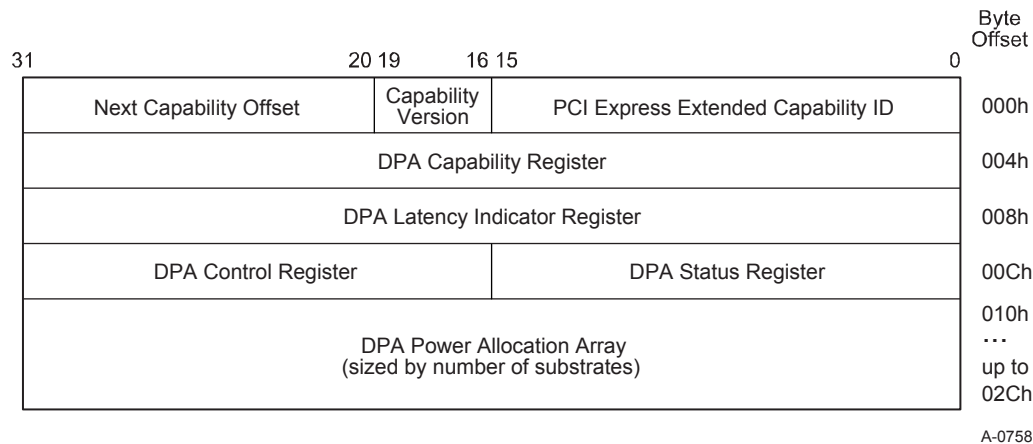 Byte
Offset
31 20 19 16 15 0
Next Capability Offset
Capability
Version
PCI Express Extended Capability ID
000h
DPA Capability Register
004h
DPA Latency Indicator Register
008h
DPA Control Register
DPA Status Register
00Ch
DPA Power Allocation Array
(sized by number of substrates)
010h
...
up to
02Ch
A-0758